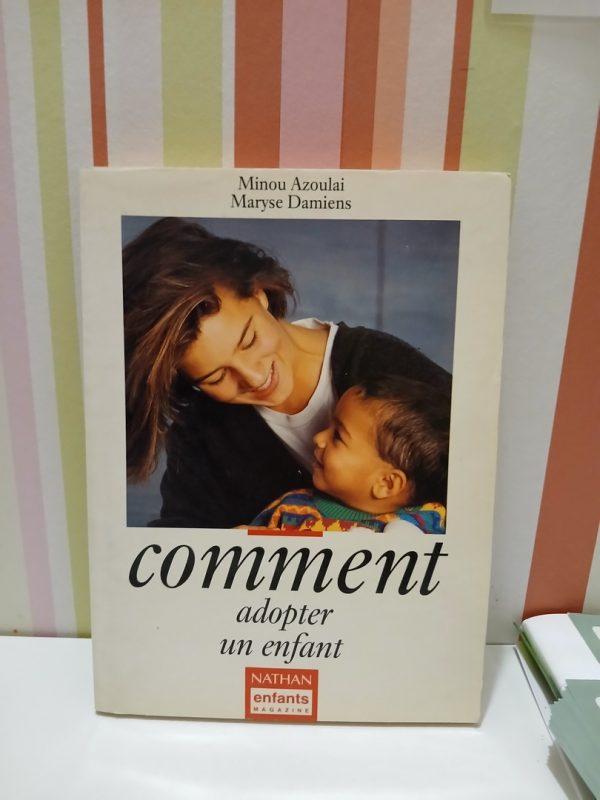 Minou Azoulai
Maryse Damiens
comment
adopter
un enfant
NATHAN
enfants
MAGAZINE